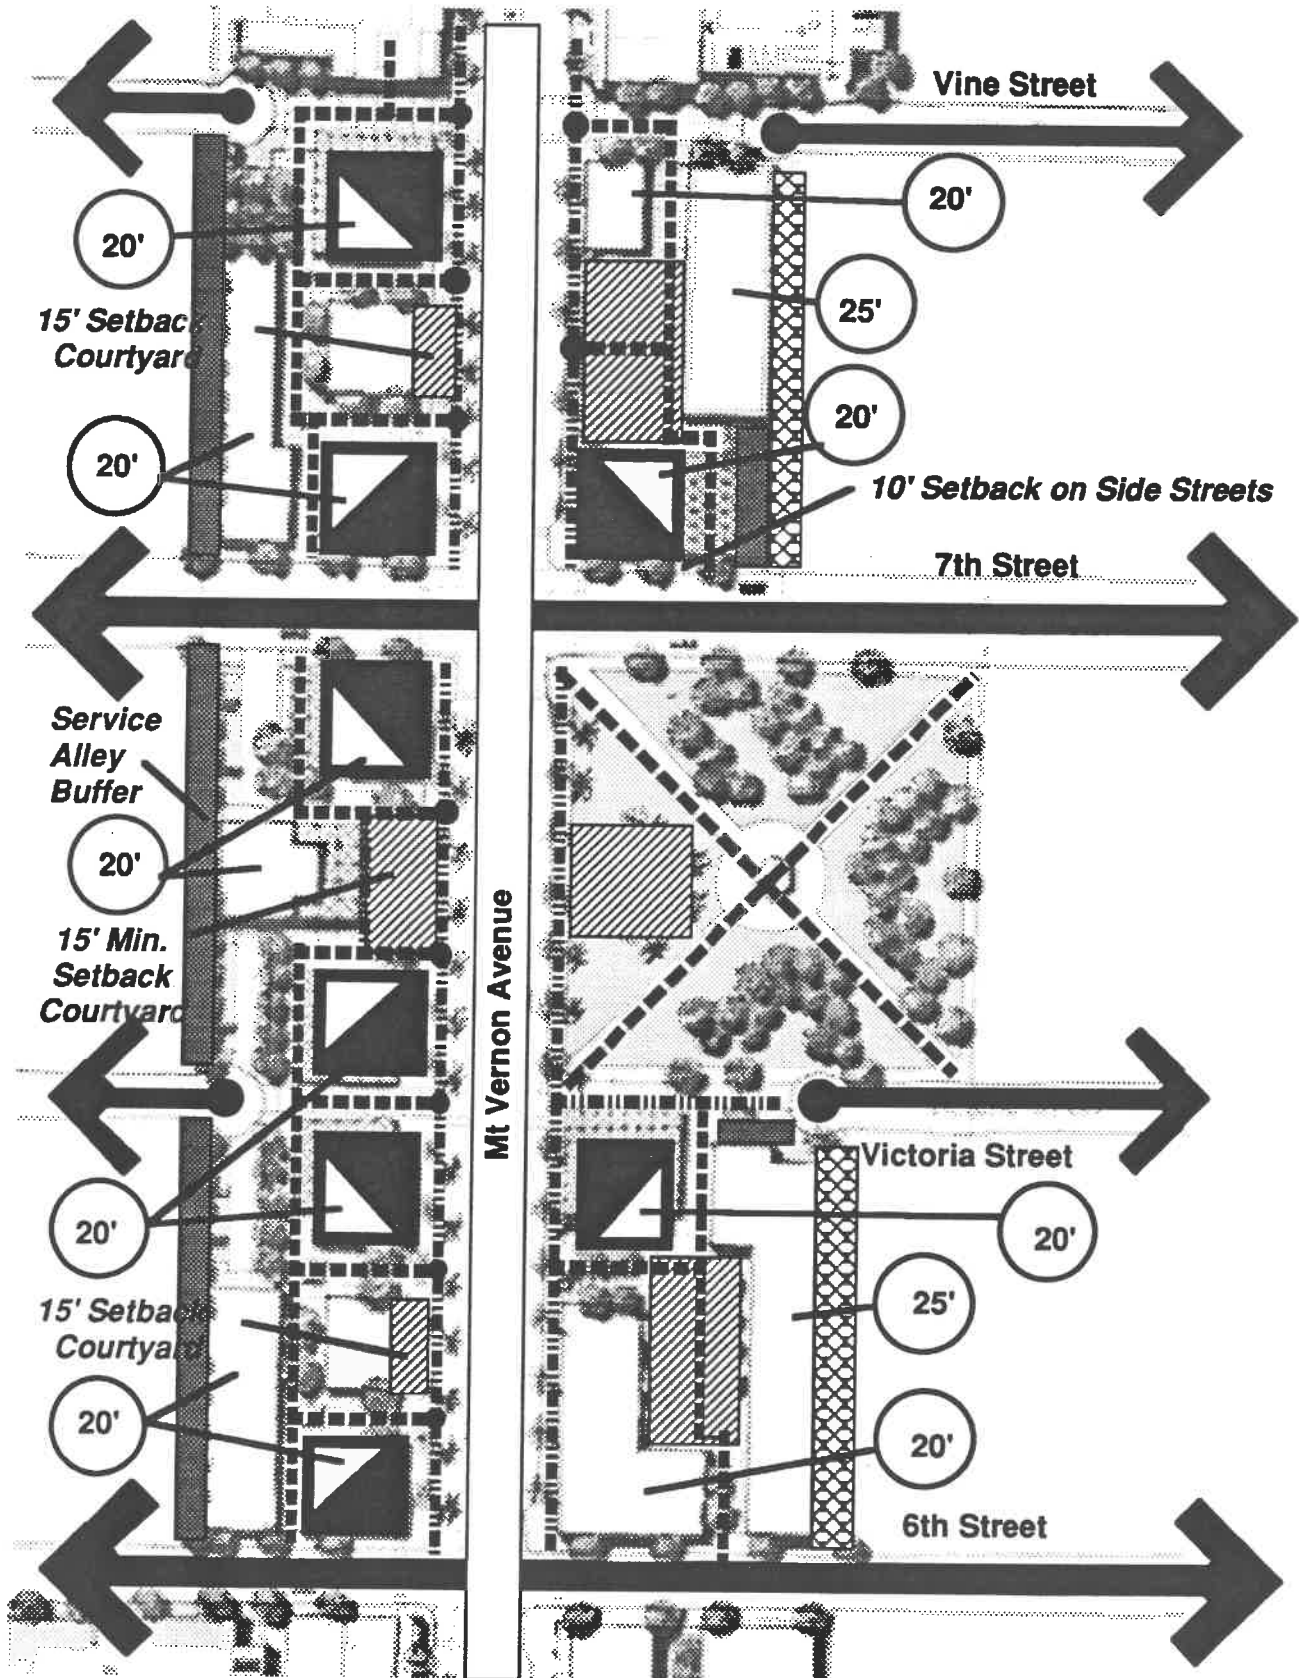 Vine Street
20'
20'
25'
15' Setback
Courtyard
20'
20'
10' Setback on Side Streets
7th Street
Service
Alley
Buffer
20'
15' Min.
Setback
Courtyard
Mt Vernon Avenue
Victoria Street
20'
20'
25'
15' Setback
Courtyard
20'
20'
6th Street